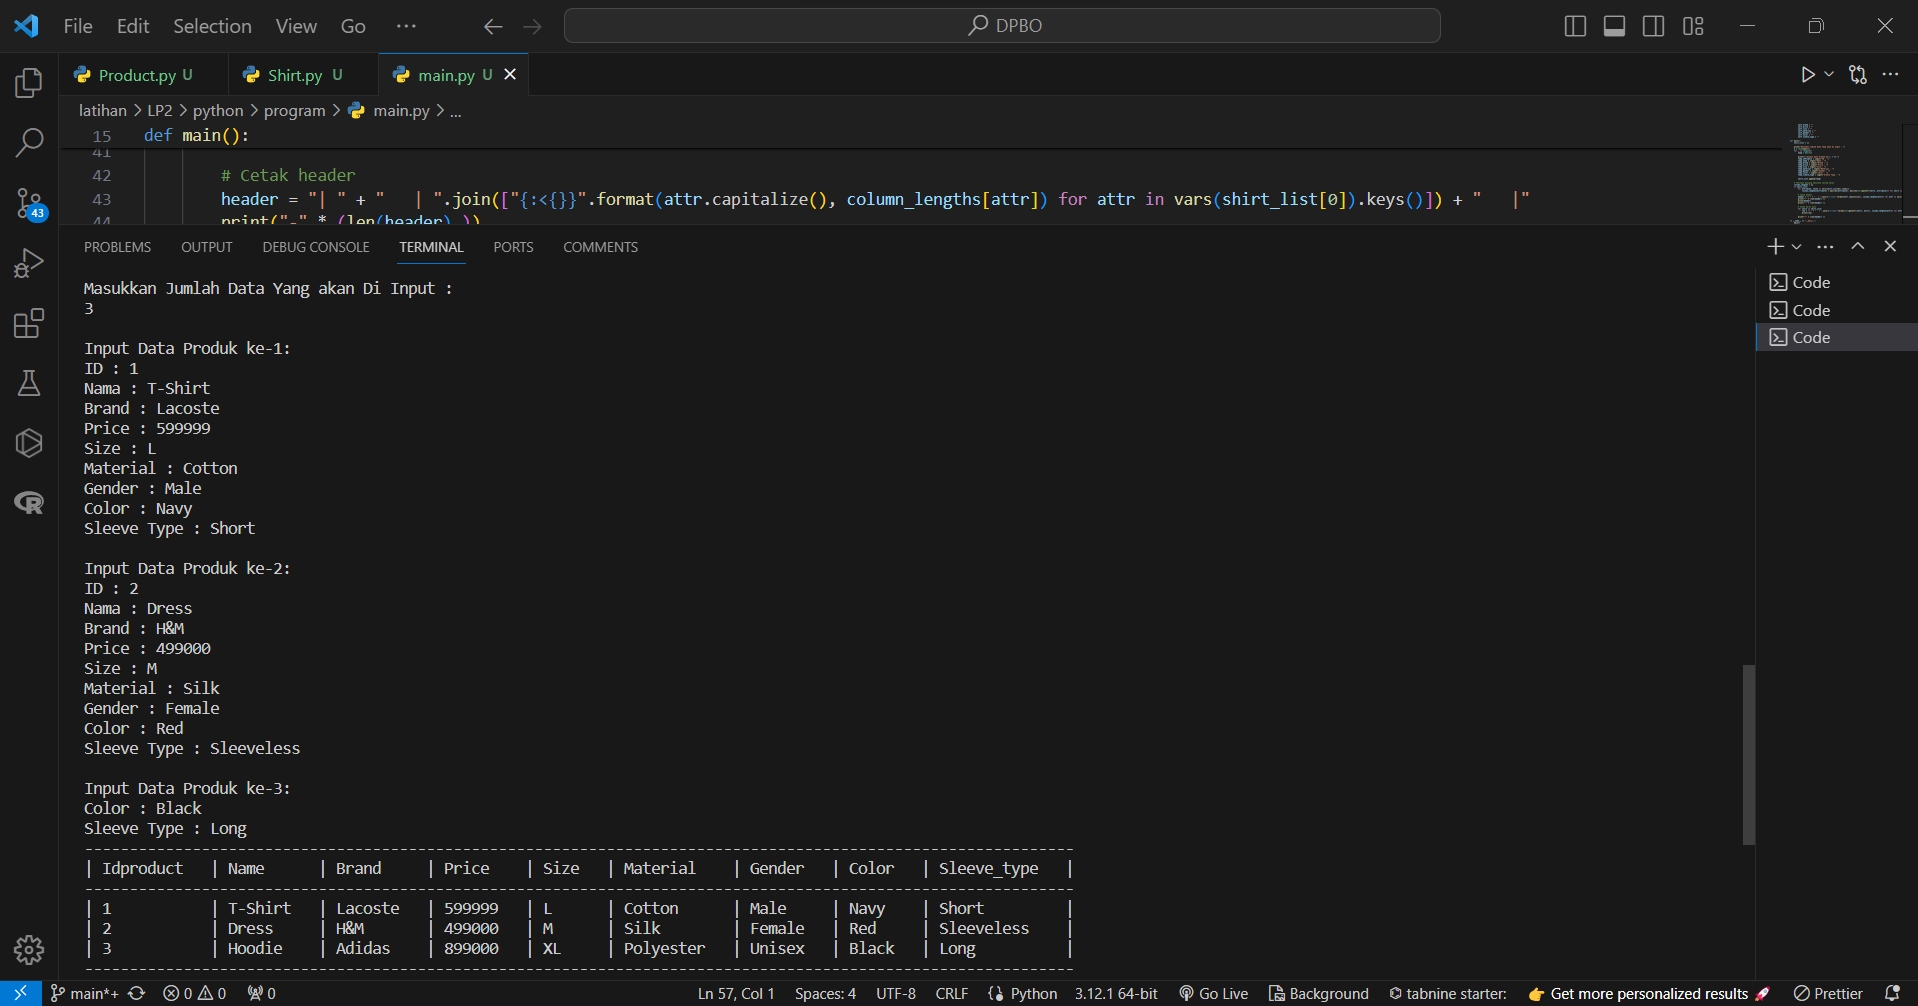 File Edit Selection View Go ··· DPBO
Product.py U Shirt.py U main.py U
latihan > LP2 > python > program > main.py > ...
15 def main():
41
42 # Cetak header
43 header = "| " + "   | ".join(["{:<{}}".format(attr.capitalize(), column_lengths[attr]) for attr in vars(shirt_list[0]).keys()]) + "   |"
44 print("-" * (len(header) ))
PROBLEMS OUTPUT DEBUG CONSOLE TERMINAL PORTS COMMENTS
Code
Code
Code
43
Masukkan Jumlah Data Yang akan Di Input :
3
Input Data Produk ke-1:
ID : 1
Nama : T-Shirt
Brand : Lacoste
Price : 599999
Size : L
Material : Cotton
Gender : Male
Color : Navy
Sleeve Type : Short
Input Data Produk ke-2:
ID : 2
Nama : Dress
Brand : H&M
Price : 499000
Size : M
Material : Silk
Gender : Female
Color : Red
Sleeve Type : Sleeveless
Input Data Produk ke-3:
Color : Black
Sleeve Type : Long
--------------------------------------------------------------------------------------------------------------
| Idproduct   | Name      | Brand     | Price    | Size   | Material    | Gender   | Color   | Sleeve_type   |
--------------------------------------------------------------------------------------------------------------
| 1           | T-Shirt   | Lacoste   | 599999   | L      | Cotton      | Male     | Navy    | Short         |
| 2           | Dress     | H&M       | 499000   | M      | Silk        | Female   | Red     | Sleeveless    |
| 3           | Hoodie    | Adidas    | 899000   | XL     | Polyester   | Unisex   | Black   | Long          |
--------------------------------------------------------------------------------------------------------------
main*+ 0 0 0 Ln 57, Col 1 Spaces: 4 UTF-8 CRLF Python 3.12.1 64-bit Go Live Background tabnine starter: 👉 Get more personalized results 🚀 Prettier